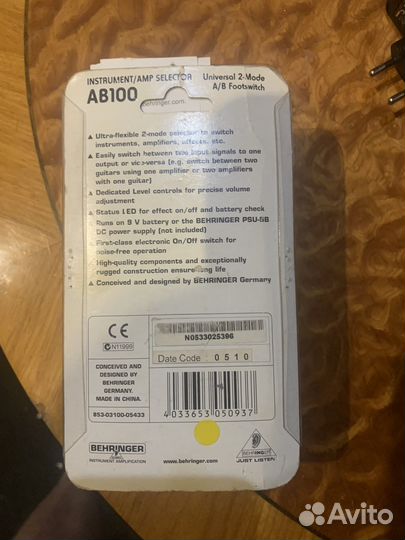 INSTRUMENT/AMP SELECTOR Universal 2-Mode
AB100 A/B Footswitch
behringer.com
Ultra-flexible 2-mode selector to switch
instruments, amplifiers, effects, etc.
Easily switch between two input signals to one
output or vice-versa (e.g. switch between two
guitars using one amplifier or two amplifiers
with one guitar)
Dedicated Level controls for precise volume
adjustment
Status LED for effect on/off and battery check
Runs on 9 V battery or the BEHRINGER PSU-SB
DC power supply (not included)
First-class electronic On/Off switch for
noise-free operation
High-quality components and exceptionally
rugged construction ensure long life
Conceived and designed by BEHRINGER Germany
CE
N11999
N0533025396
Date Code 0510
CONCEIVED AND
DESIGNED BY
BEHRINGER
GERMANY.
MADE IN CHINA.
853-03100-05433
4 033653 050937
BEHRINGER
INSTRUMENT AMPLIFICATION
www.behringer.com
BEHRINGER
JUST LISTEN
Avito